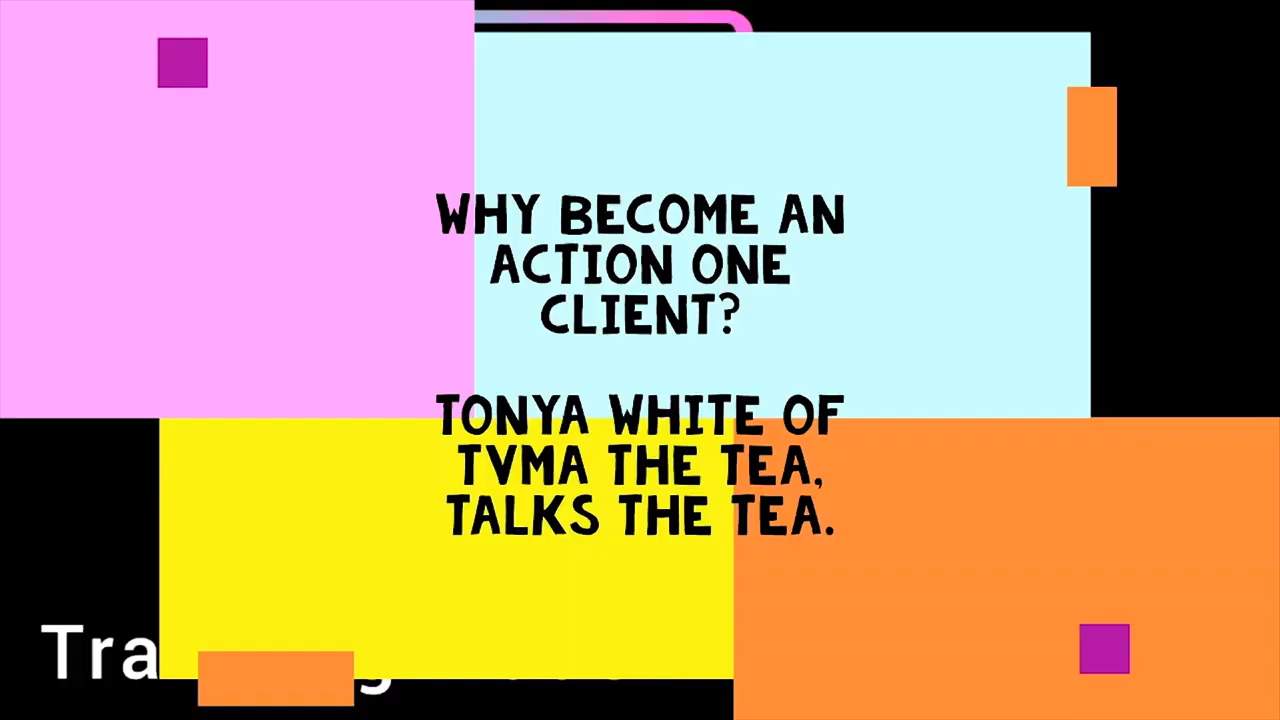 WHY BECOME AN
ACTION ONE
CLIENT?
TONYA WHITE OF
TVMA THE TEA,
TALKS THE TEA.